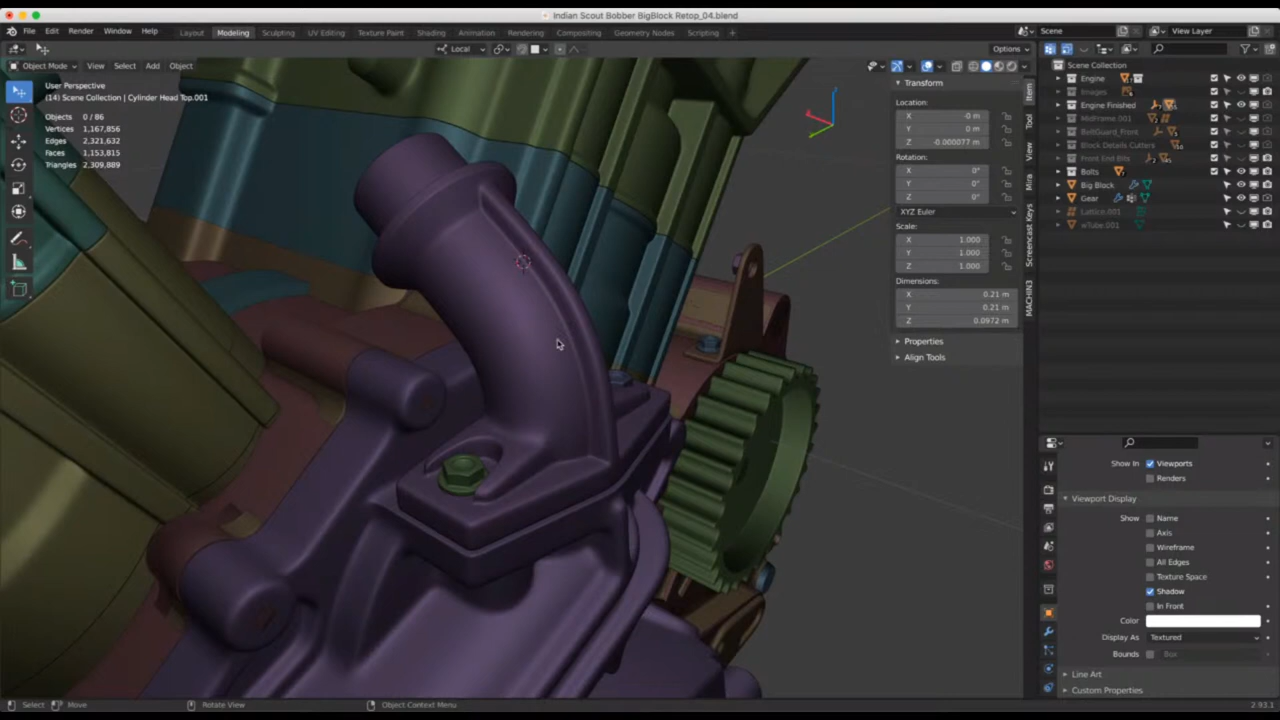 Indian Scout Bobber BigBlock Retop_04.blend
File Edit Render Window Help Layout Modeling Sculpting UV Editing Texture Paint Shading Animation Rendering Compositing Geometry Nodes Scripting + Scene View Layer
Local Options
Object Mode View Select Add Object
User Perspective
(14) Scene Collection | Cylinder Head Top.001
Objects 0 / 86
Vertices 1,167,856
Edges 2,321,632
Faces 1,153,815
Triangles 2,309,889
Transform
Location:
X -0 m
Y 0 m
Z -0.000077 m
Rotation:
X 0°
Y 0°
Z 0°
XYZ Euler
Scale:
X 1.000
Y 1.000
Z 1.000
Dimensions:
X 0.21 m
Y 0.21 m
Z 0.0972 m
Properties
Align Tools
Item
Tool
View
Mira
Screencast Keys
MACHIN3
Scene Collection
Engine
Images
Engine Finished
MidFrame.001
BeltGuard_Front
Block Details Cutters
Front End Bits
Bolts
Big Block
Gear
Lattice.001
wTube.001
Show In Viewports
Renders
Viewport Display
Show Name
Axis
Wireframe
All Edges
Texture Space
Shadow
In Front
Color
Display As Textured
Bounds Box
Line Art
Custom Properties
Select Move Rotate View Object Context Menu 2.93.1